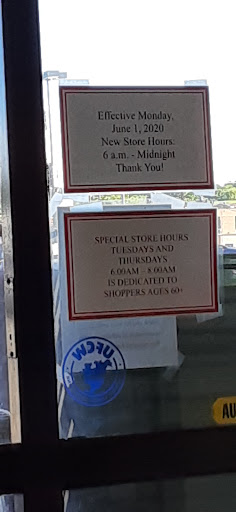 Effective Monday,
June 1, 2020
New Store Hours:
6 a.m. - Midnight
Thank You!
SPECIAL STORE HOURS
TUESDAYS AND
THURSDAYS
6:00AM – 8:00AM
IS DEDICATED TO
SHOPPERS AGES 60+
UFCW
AU